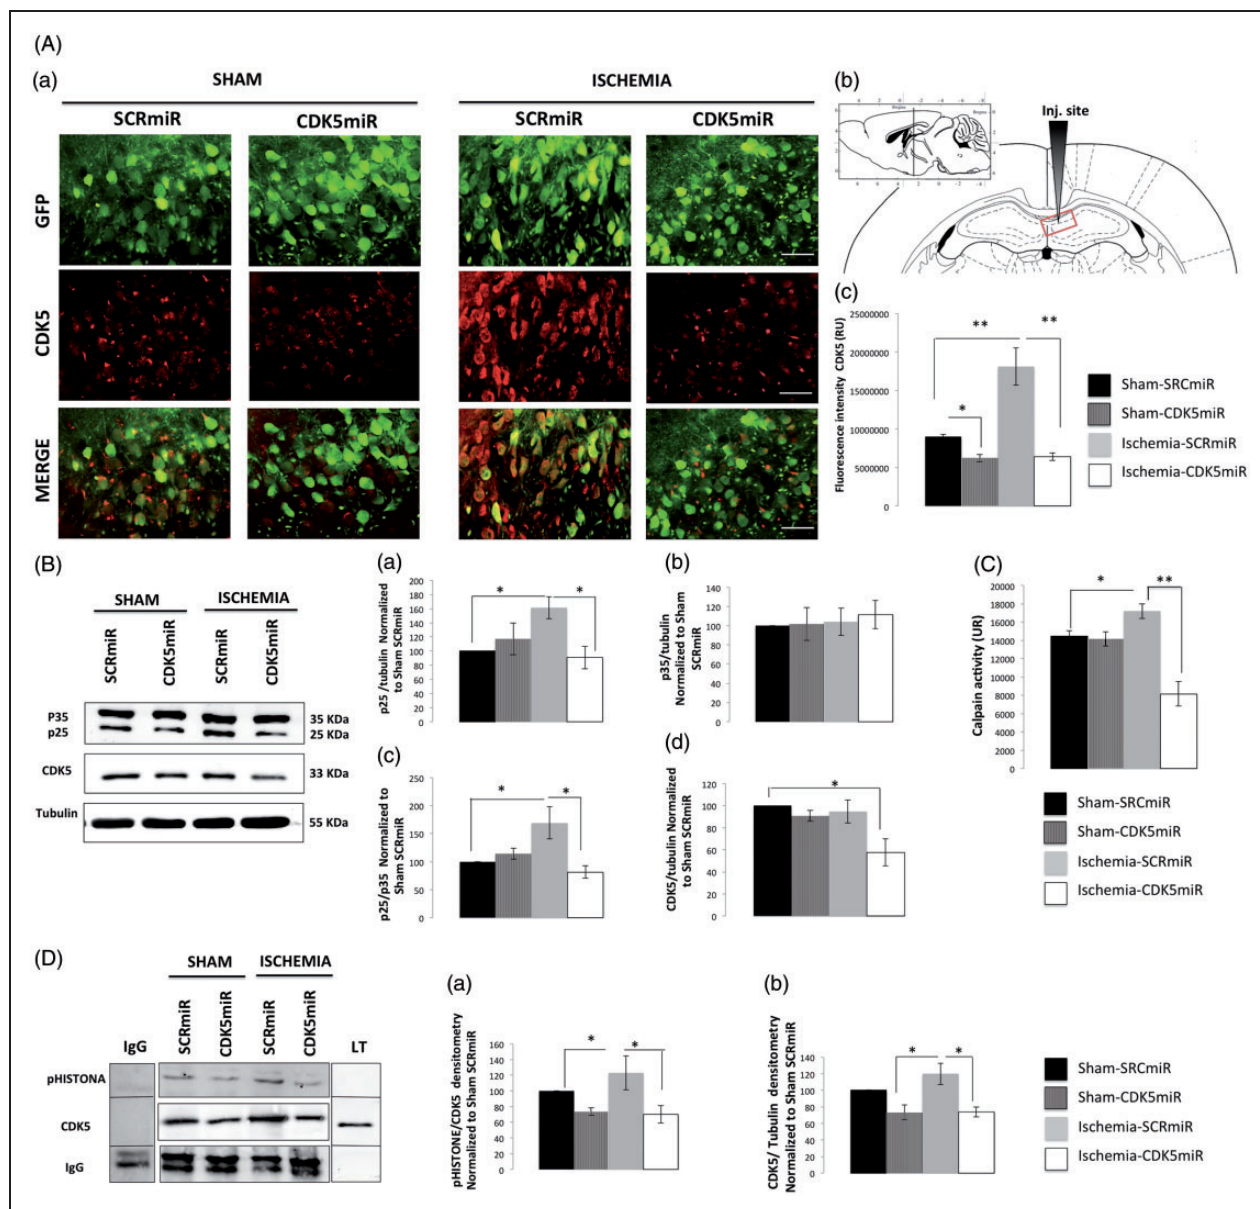 (A)
(a)
SHAM
ISCHEMIA
SCRmiR
CDK5miR
SCRmiR
CDK5miR
GFP
CDK5
MERGE
(b)
Bregma
Inj. site
(c)
Fluorescence intensity CDK5 (RU)
25000000
20000000
15000000
10000000
5000000
0
*
**
**
Sham-SRCmiR
Sham-CDK5miR
Ischemia-SCRmiR
Ischemia-CDK5miR
(B)
SHAM
ISCHEMIA
SCRmiR
CDK5miR
SCRmiR
CDK5miR
P35
p25
CDK5
Tubulin
35 KDa
25 KDa
33 KDa
55 KDa
(a)
p25 /tubulin Normalized
to Sham SCRmiR
200
180
160
140
120
100
80
60
40
20
0
*
*
(b)
p35/tubulin
Normalized to Sham
SCRmiR
140
120
100
80
60
40
20
0
(c)
p25/p35 Normalized to
Sham SCRmiR
250
200
150
100
50
0
*
*
(d)
CDK5/tubulin Normalized
to Sham SCRmiR
120
100
80
60
40
20
0
*
(C)
Calpain activity (UR)
20000
18000
16000
14000
12000
10000
8000
6000
4000
2000
0
*
**
Sham-SRCmiR
Sham-CDK5miR
Ischemia-SCRmiR
Ischemia-CDK5miR
(D)
SHAM
ISCHEMIA
IgG
SCRmiR
CDK5miR
SCRmiR
CDK5miR
LT
pHISTONA
CDK5
IgG
(a)
pHISTONE/CDK5 densitometry
Normalized to Sham SCRmiR
160
140
120
100
80
60
40
20
0
*
*
(b)
CDK5/ Tubulin densitometry
Normalized to Sham SCRmiR
160
140
120
100
80
60
40
20
0
*
*
Sham-SRCmiR
Sham-CDK5miR
Ischemia-SCRmiR
Ischemia-CDK5miR